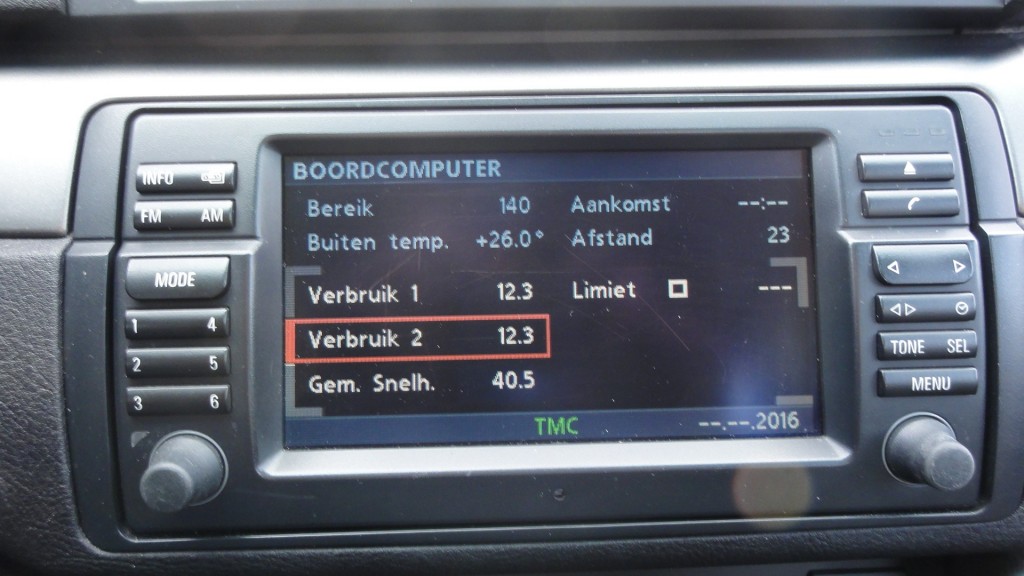 BOORDCOMPUTER
Bereik 140 Aankomst --:--
Buiten temp. +26.0° Afstand 23
Verbruik 1 12.3 Limiet ---
Verbruik 2 12.3
Gem. Snelh. 40.5
TMC --.--.2016
INFO
FM AM
MODE
1 4
2 5
3 6
TONE SEL
MENU